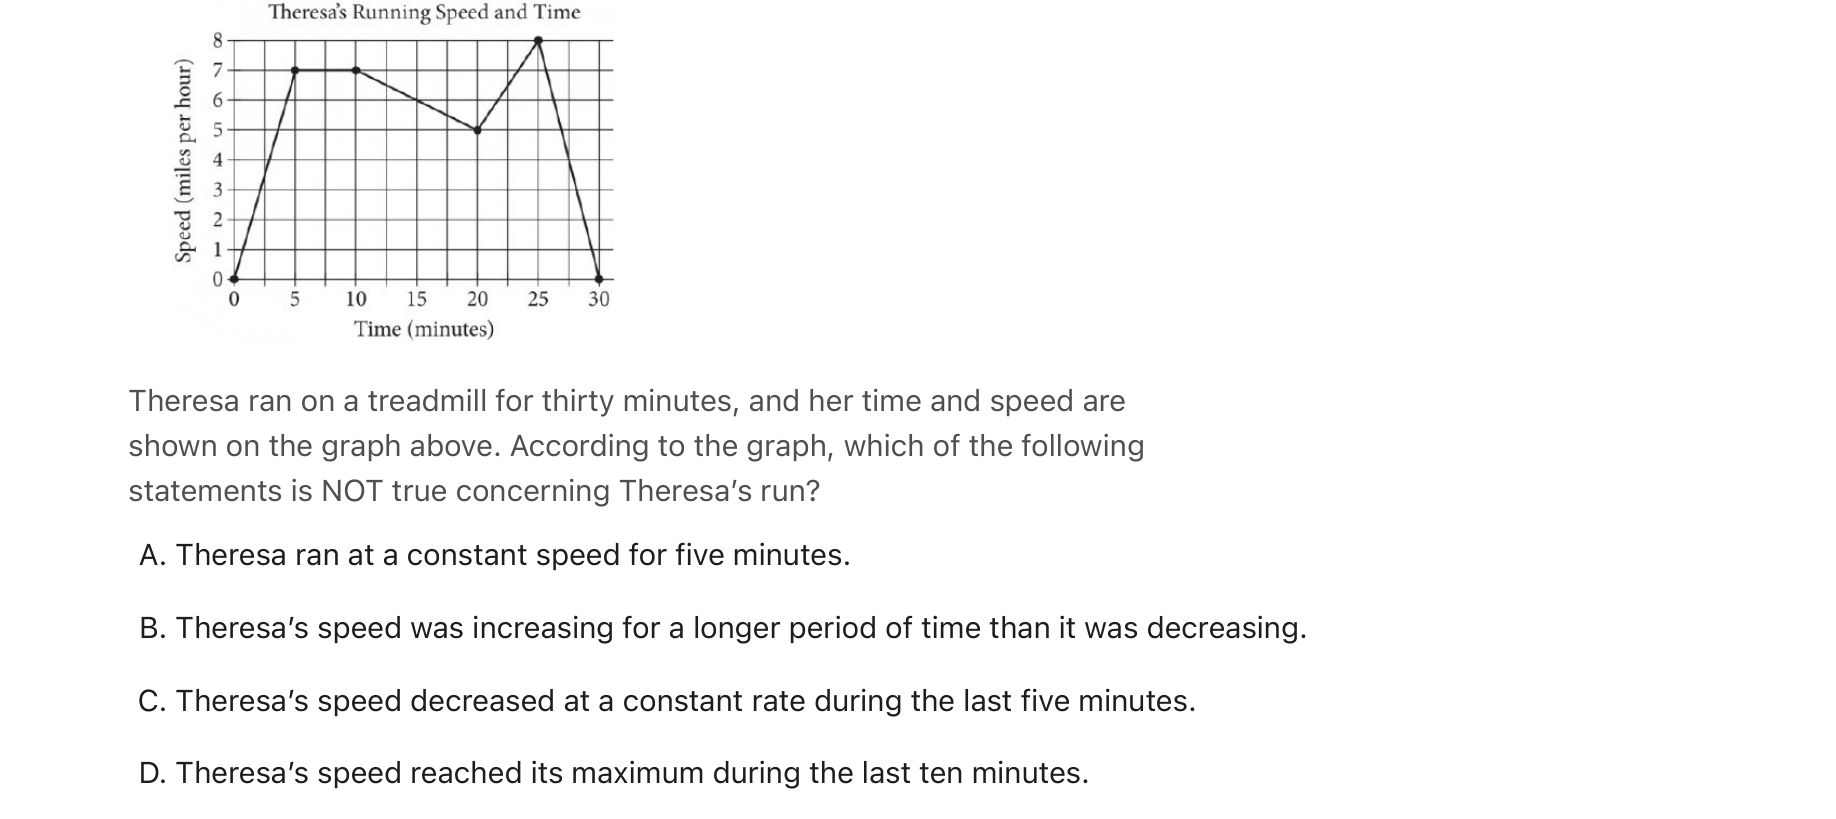 Theresa's Running Speed and Time
Speed (miles per hour)
8
7
6
5
4
3
2
1
0
0 5 10 15 20 25 30
Time (minutes)
Theresa ran on a treadmill for thirty minutes, and her time and speed are
shown on the graph above. According to the graph, which of the following
statements is NOT true concerning Theresa's run?
A. Theresa ran at a constant speed for five minutes.
B. Theresa's speed was increasing for a longer period of time than it was decreasing.
C. Theresa's speed decreased at a constant rate during the last five minutes.
D. Theresa's speed reached its maximum during the last ten minutes.